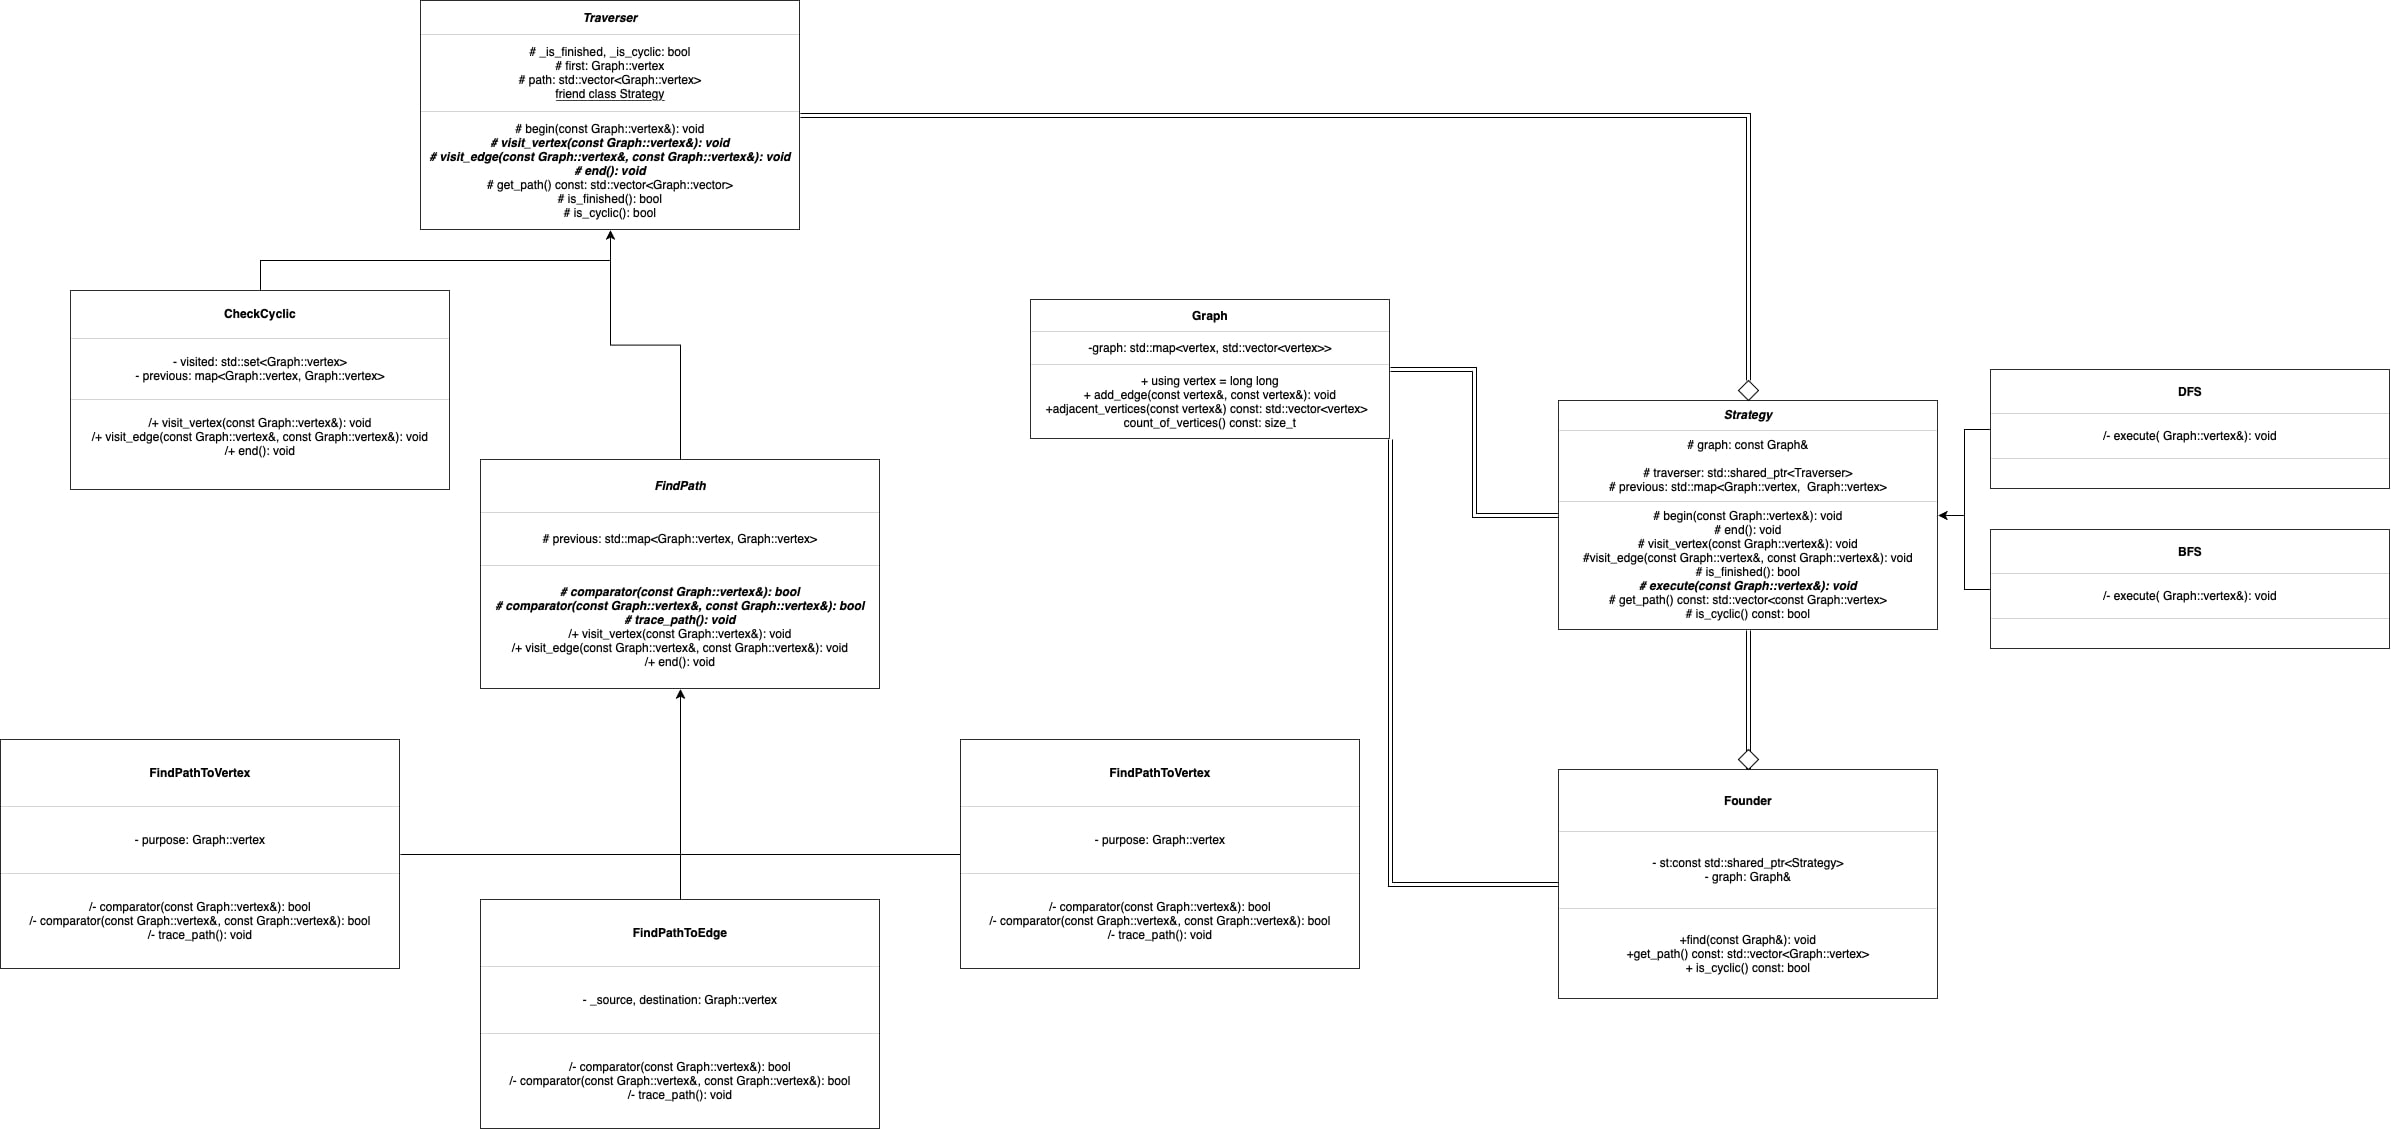 Traverser
# _is_finished, _is_cyclic: bool
# first: Graph::vertex
# path: std::vector<Graph::vertex>
friend class Strategy
# begin(const Graph::vertex&): void
# visit_vertex(const Graph::vertex&): void
# visit_edge(const Graph::vertex&, const Graph::vertex&): void
# end(): void
# get_path() const: std::vector<Graph::vector>
# is_finished(): bool
# is_cyclic(): bool
CheckCyclic
- visited: std::set<Graph::vertex>
- previous: map<Graph::vertex, Graph::vertex>
/+ visit_vertex(const Graph::vertex&): void
/+ visit_edge(const Graph::vertex&, const Graph::vertex&): void
/+ end(): void
Graph
-graph: std::map<vertex, std::vector<vertex>>
+ using vertex = long long
+ add_edge(const vertex&, const vertex&): void
+adjacent_vertices(const vertex&) const: std::vector<vertex>
count_of_vertices() const: size_t
Strategy
# graph: const Graph&
# traverser: std::shared_ptr<Traverser>
# previous: std::map<Graph::vertex,  Graph::vertex>
# begin(const Graph::vertex&): void
# end(): void
# visit_vertex(const Graph::vertex&): void
#visit_edge(const Graph::vertex&, const Graph::vertex&): void
# is_finished(): bool
# execute(const Graph::vertex&): void
# get_path() const: std::vector<const Graph::vertex>
# is_cyclic() const: bool
DFS
/- execute( Graph::vertex&): void
BFS
/- execute( Graph::vertex&): void
FindPath
# previous: std::map<Graph::vertex, Graph::vertex>
# comparator(const Graph::vertex&): bool
# comparator(const Graph::vertex&, const Graph::vertex&): bool
# trace_path(): void
/+ visit_vertex(const Graph::vertex&): void
/+ visit_edge(const Graph::vertex&, const Graph::vertex&): void
/+ end(): void
FindPathToVertex
- purpose: Graph::vertex
/- comparator(const Graph::vertex&): bool
/- comparator(const Graph::vertex&, const Graph::vertex&): bool
/- trace_path(): void
FindPathToVertex
- purpose: Graph::vertex
/- comparator(const Graph::vertex&): bool
/- comparator(const Graph::vertex&, const Graph::vertex&): bool
/- trace_path(): void
Founder
- st:const std::shared_ptr<Strategy>
- graph: Graph&
+find(const Graph&): void
+get_path() const: std::vector<Graph::vertex>
+ is_cyclic() const: bool
FindPathToEdge
- _source, destination: Graph::vertex
/- comparator(const Graph::vertex&): bool
/- comparator(const Graph::vertex&, const Graph::vertex&): bool
/- trace_path(): void